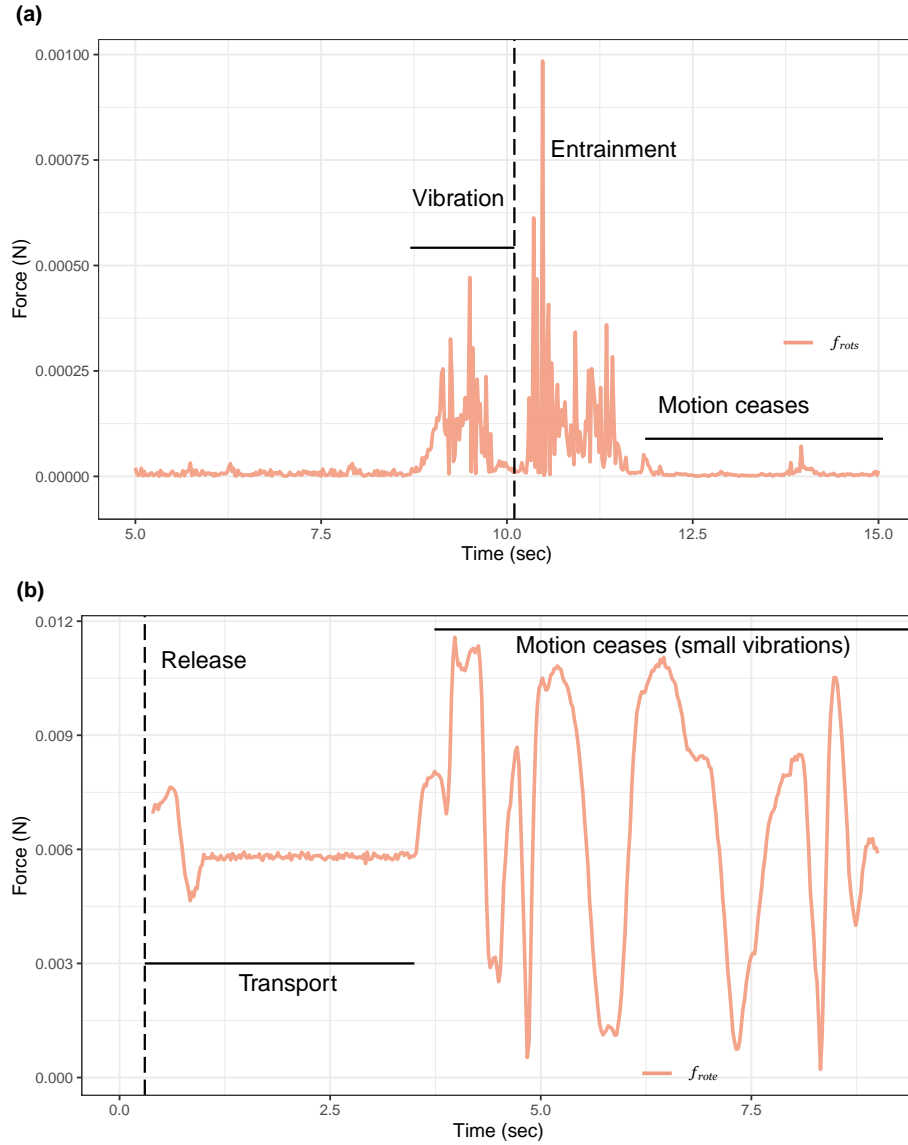 (a)
0.00100
0.00075
0.00050
0.00025
0.00000
Force (N)
Vibration
Entrainment
f_rots
Motion ceases
5.0 7.5 10.0 12.5 15.0
Time (sec)
(b)
0.012
0.009
0.006
0.003
0.000
Force (N)
Release
Motion ceases (small vibrations)
Transport
f_rote
0.0 2.5 5.0 7.5
Time (sec)